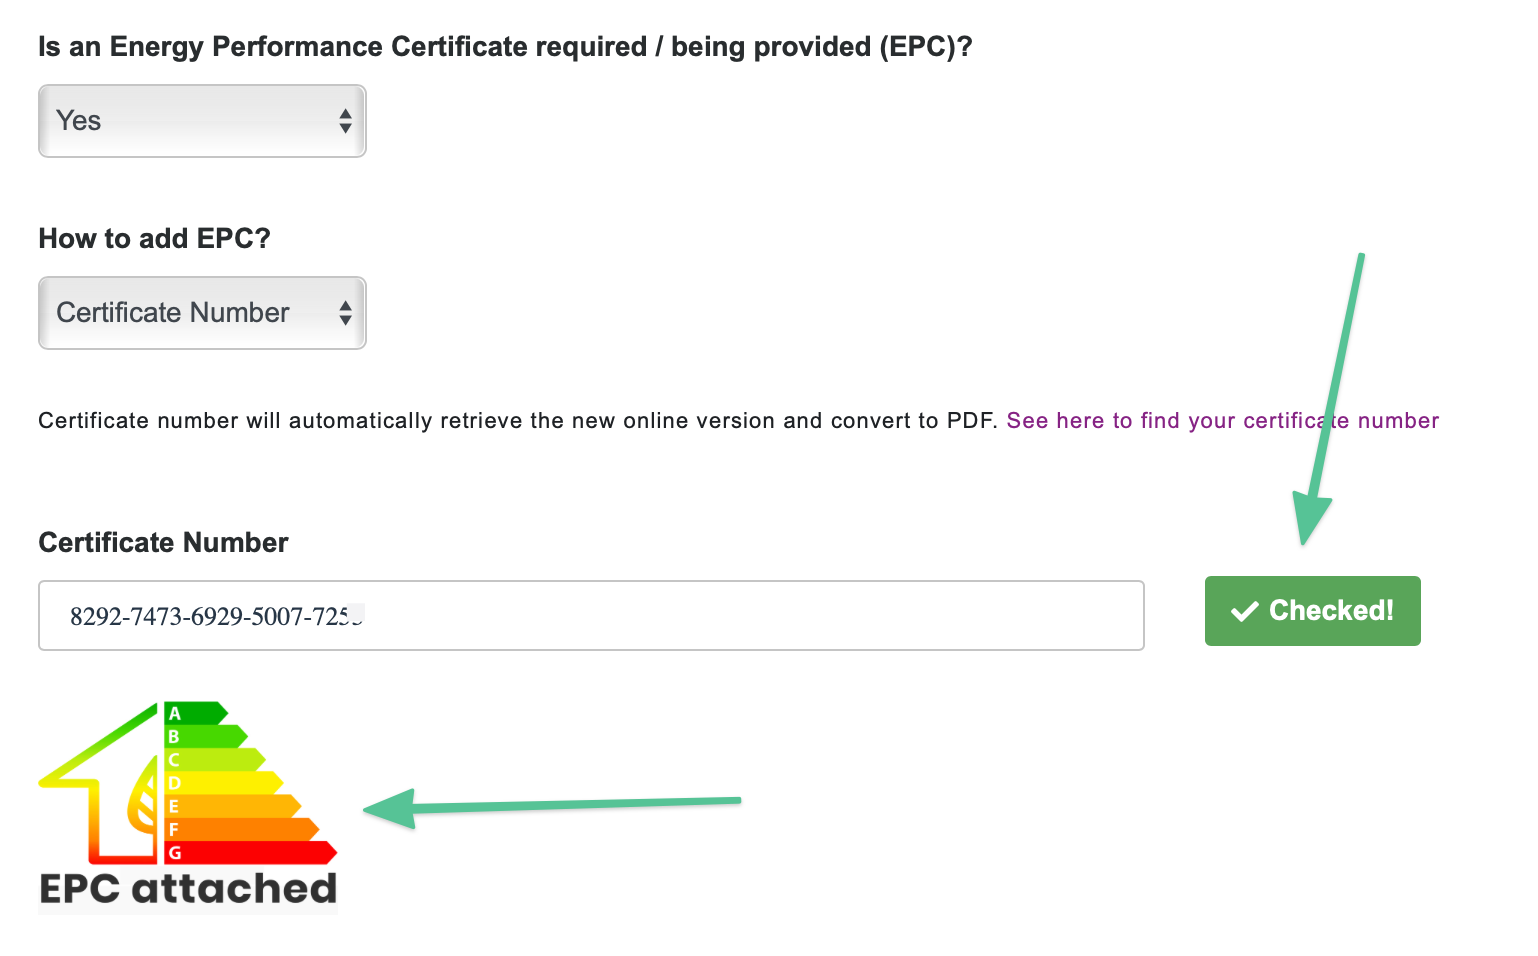 Is an Energy Performance Certificate required / being provided (EPC)?
Yes
How to add EPC?
Certificate Number
Certificate number will automatically retrieve the new online version and convert to PDF. See here to find your certificate number
Certificate Number
8292-7473-6929-5007-725
Checked!
A
B
C
D
E
F
G
EPC attached